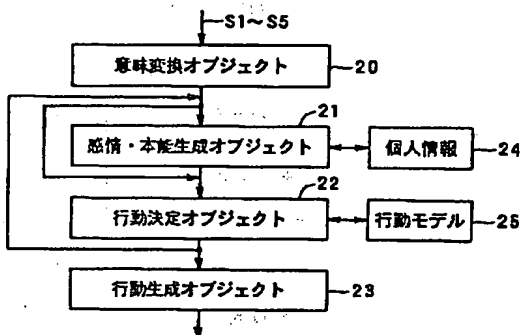 S1~S5
意味変換オブジェクト
20
21
感情・本能生成オブジェクト
個人情報
24
22
行動決定オブジェクト
行動モデル
25
行動生成オブジェクト
23